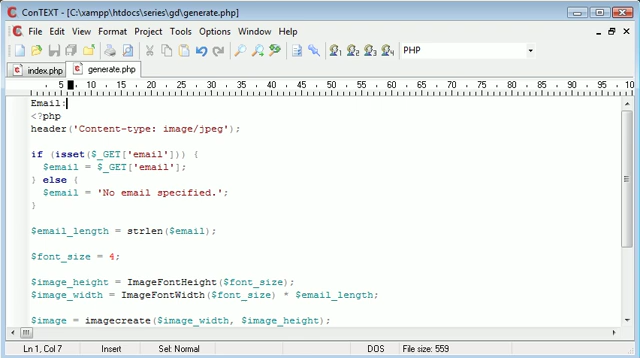 ConTEXT - [C:\xampp\htdocs\series\gd\generate.php]
File Edit View Format Project Tools Options Window Help
PHP
index.php generate.php
5 10 15 20 25 30 35 40 45 50 55 60 65 70 75 80 85 90 95 10
Email:
<?php
header('Content-type: image/jpeg');
if (isset($_GET['email'])) {
$email = $_GET['email'];
} else {
$email = 'No email specified.';
}
$email_length = strlen($email);
$font_size = 4;
$image_height = ImageFontHeight($font_size);
$image_width = ImageFontWidth($font_size) * $email_length;
$image = imagecreate($image_width, $image_height);
Ln 1, Col 7 Insert Sel: Normal DOS File size: 559